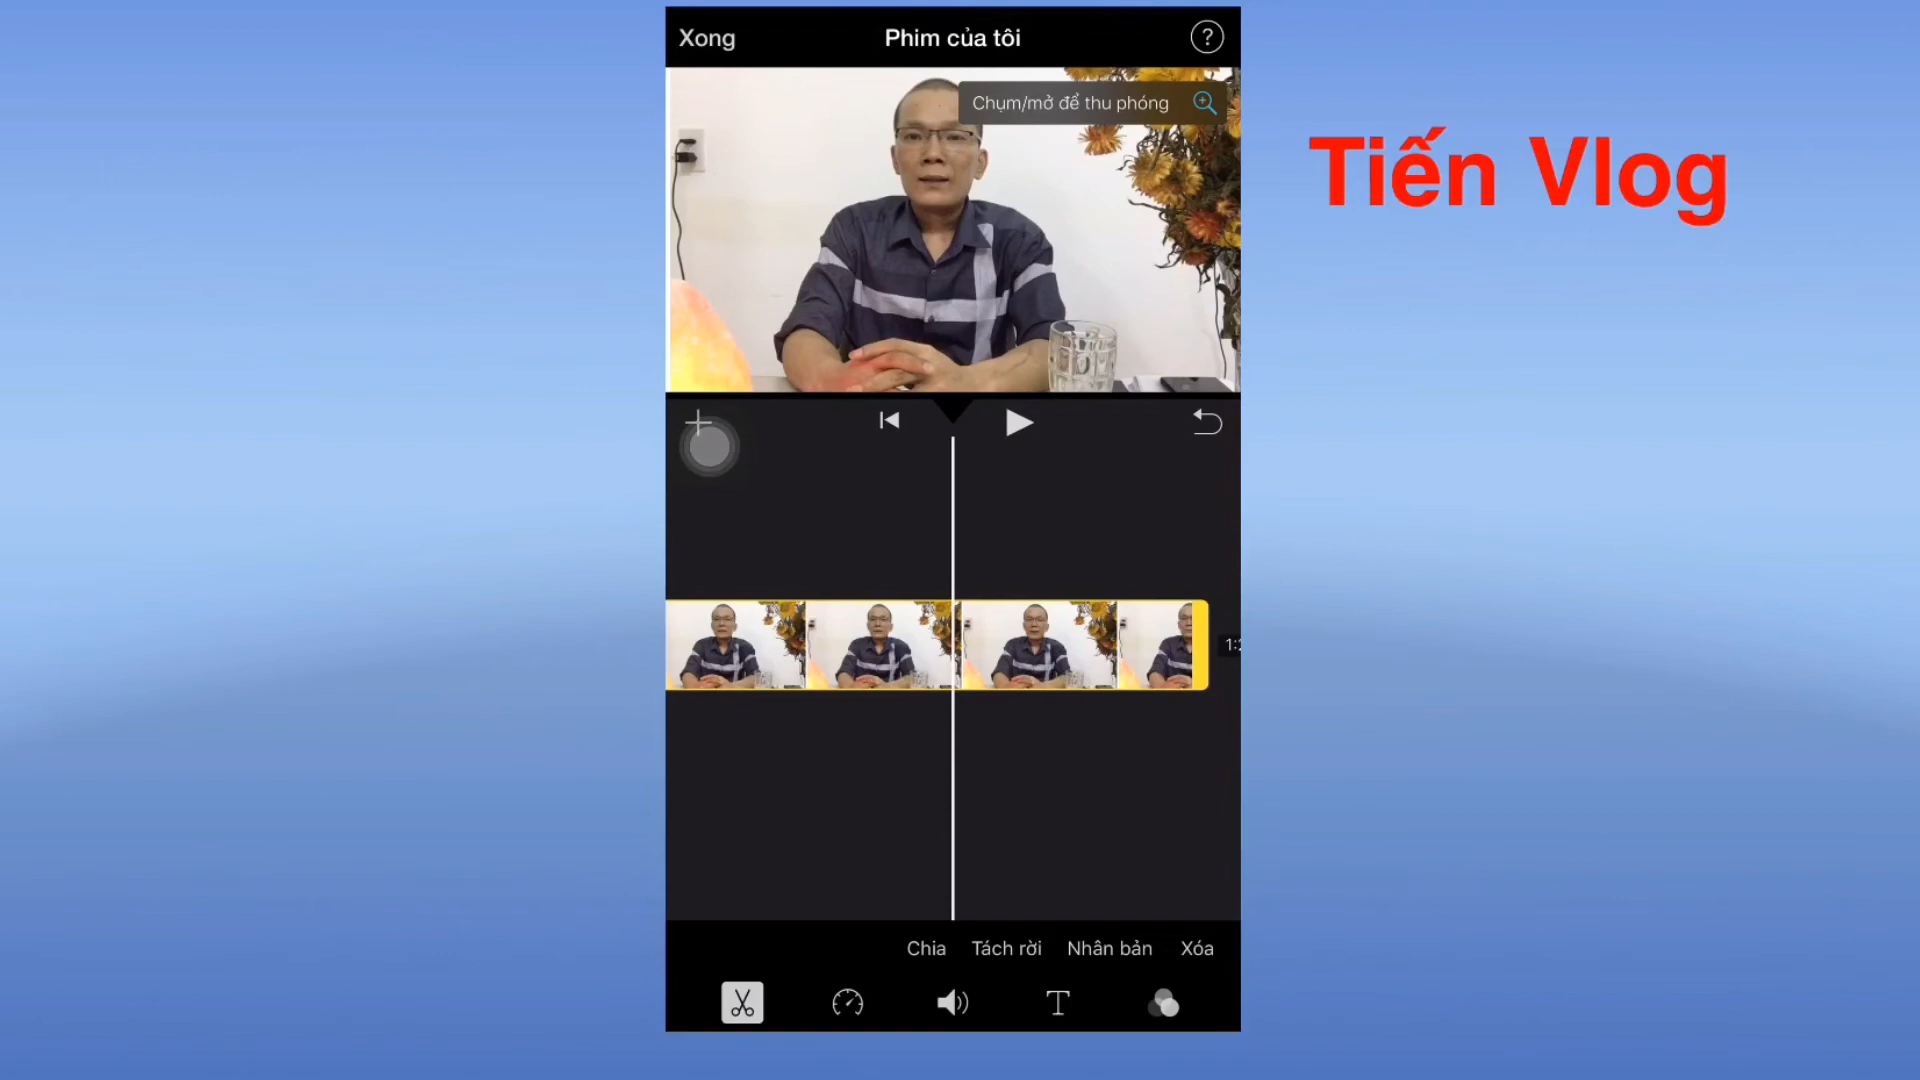 Xong
Phim của tôi
?
Chụm/mở để thu phóng
Tiến Vlog
Chia
Tách rời
Nhân bản
Xóa
T